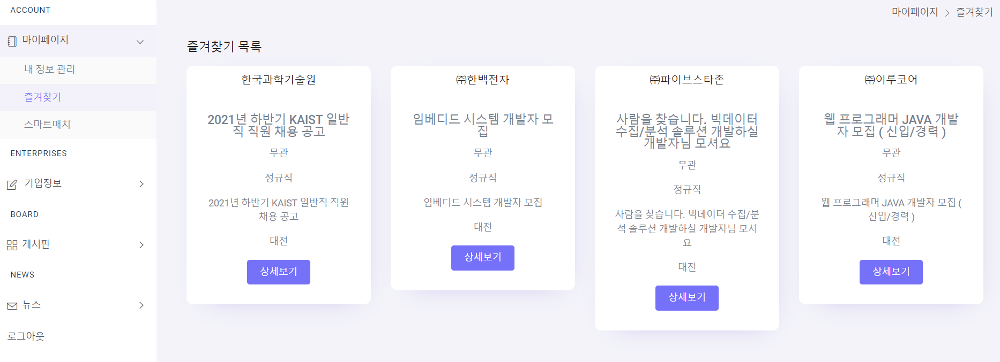 ACCOUNT
마이페이지
내 정보 관리
즐겨찾기
스마트매치
ENTERPRISES
기업정보
BOARD
게시판
NEWS
뉴스
로그아웃
마이페이지 > 즐겨찾기
즐겨찾기 목록
한국과학기술원
2021년 하반기 KAIST 일반
직 직원 채용 공고
무관
정규직
2021년 하반기 KAIST 일반직 직원
채용 공고
대전
상세보기
㈜한백전자
임베디드 시스템 개발자 모
집
무관
정규직
임베디드 시스템 개발자 모집
대전
상세보기
㈜파이브스타존
사람을 찾습니다. 빅데이터
수집/분석 솔루션 개발하실
개발자님 모셔요
무관
정규직
사람을 찾습니다. 빅데이터 수집/분
석 솔루션 개발하실 개발자님 모셔
요
대전
상세보기
㈜이루코어
웹 프로그래머 JAVA 개발
자 모집 ( 신입/경력 )
무관
정규직
웹 프로그래머 JAVA 개발자 모집 (
신입/경력 )
대전
상세보기